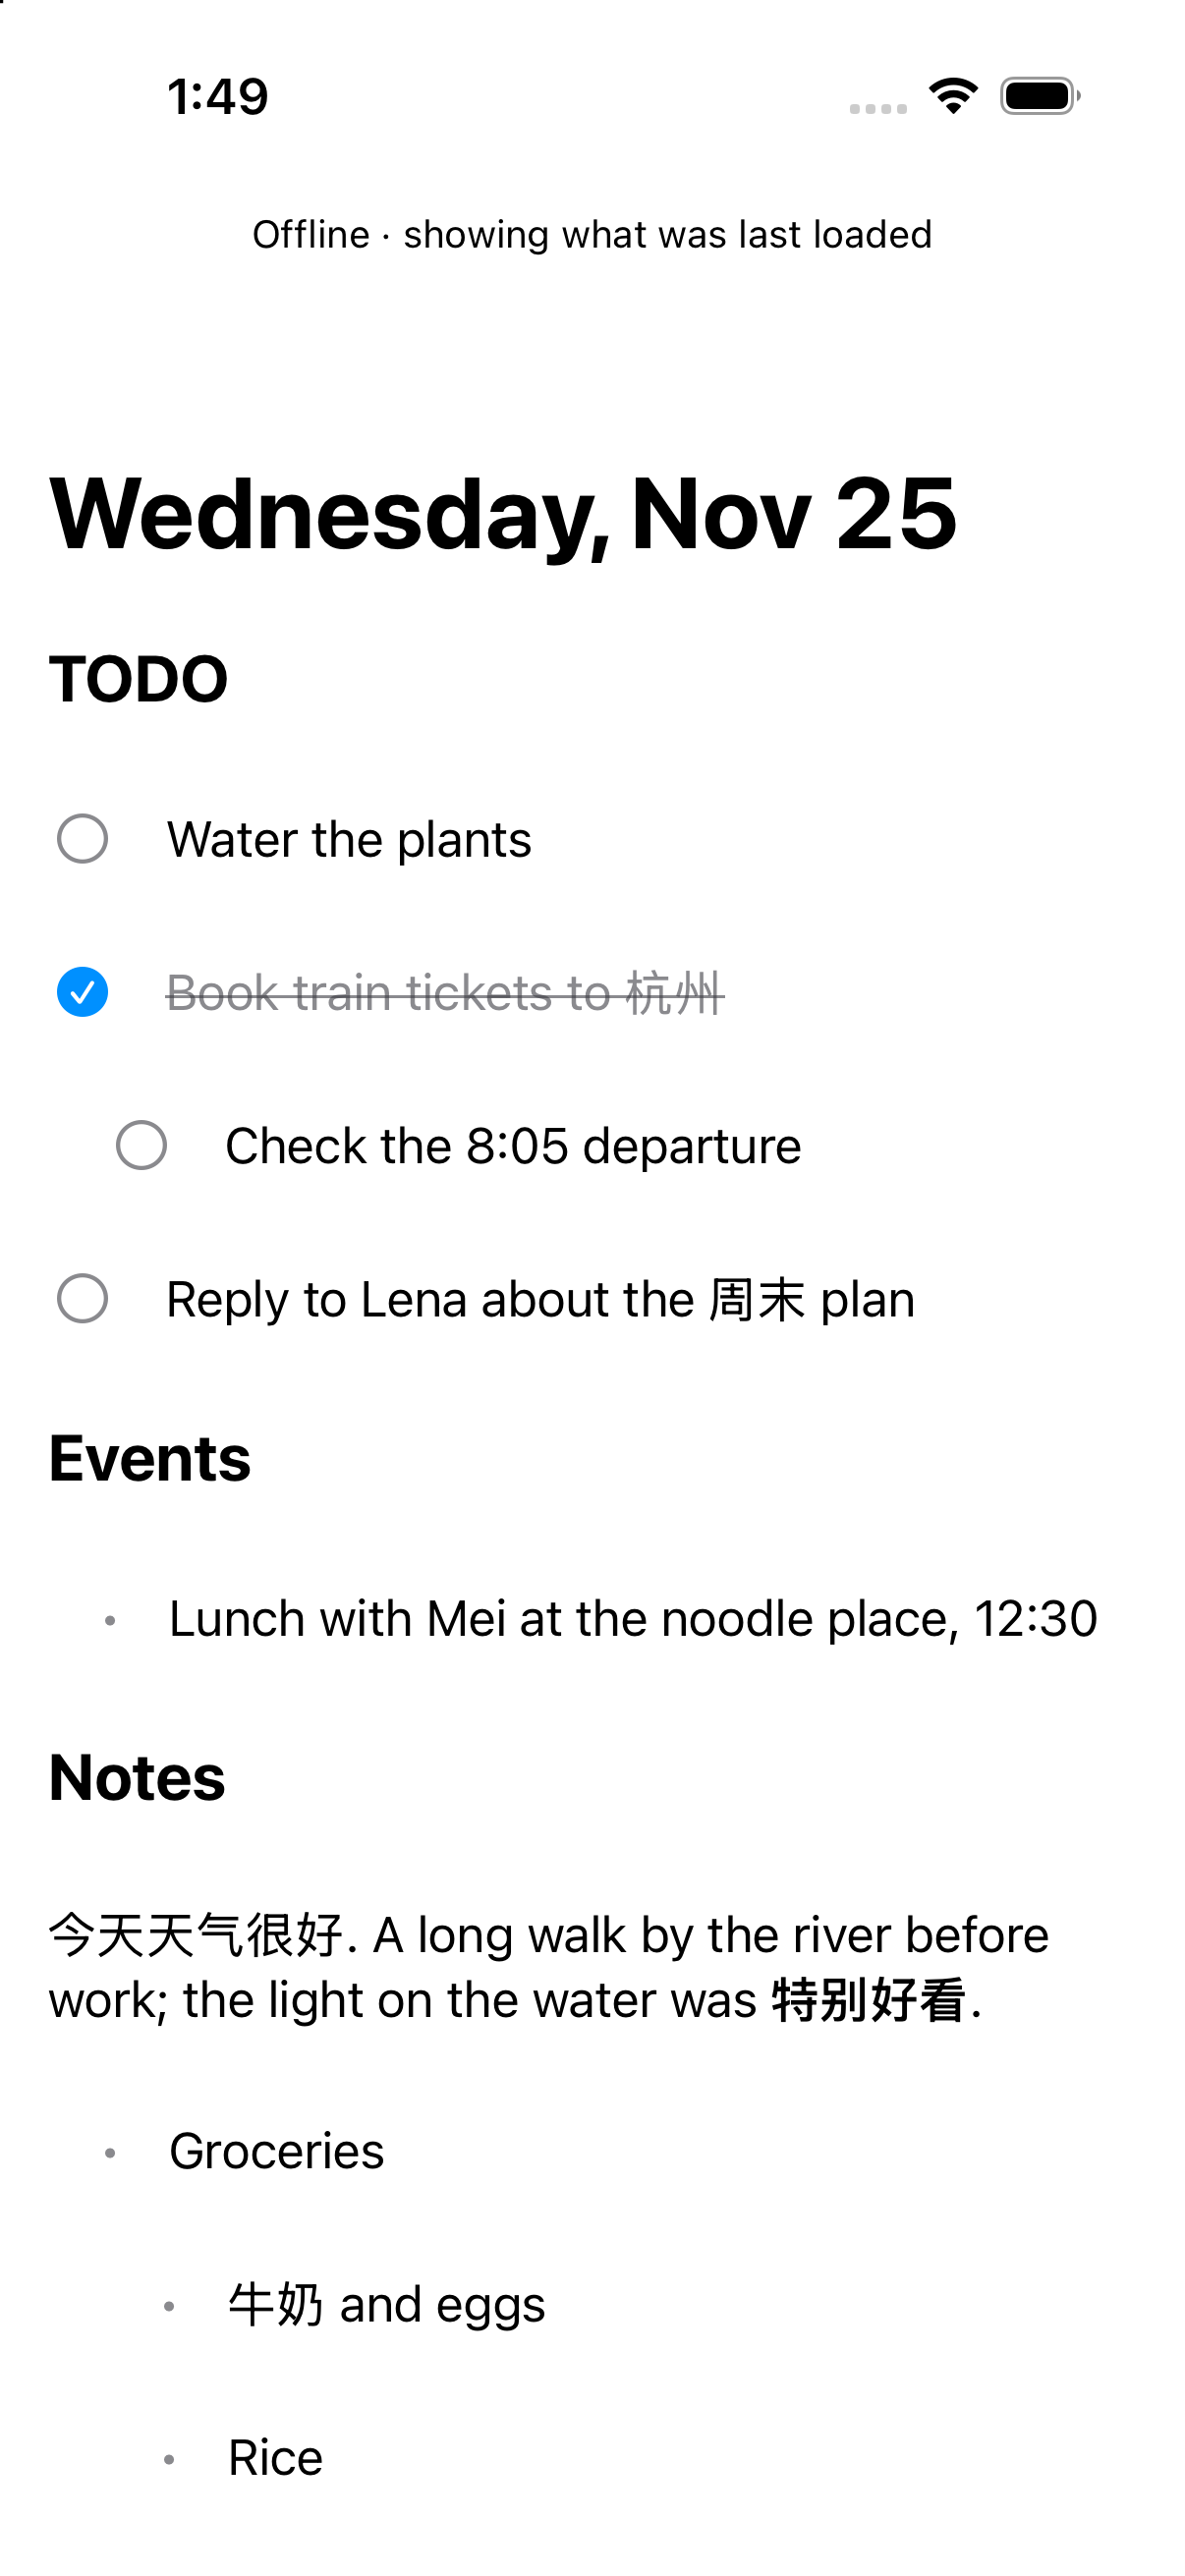 1:49
Offline · showing what was last loaded
Wednesday, Nov 25
TODO
Water the plants
Book train tickets to 杭州
Check the 8:05 departure
Reply to Lena about the 周末 plan
Events
Lunch with Mei at the noodle place, 12:30
Notes
今天天气很好. A long walk by the river before
work; the light on the water was 特别好看.
Groceries
牛奶 and eggs
Rice